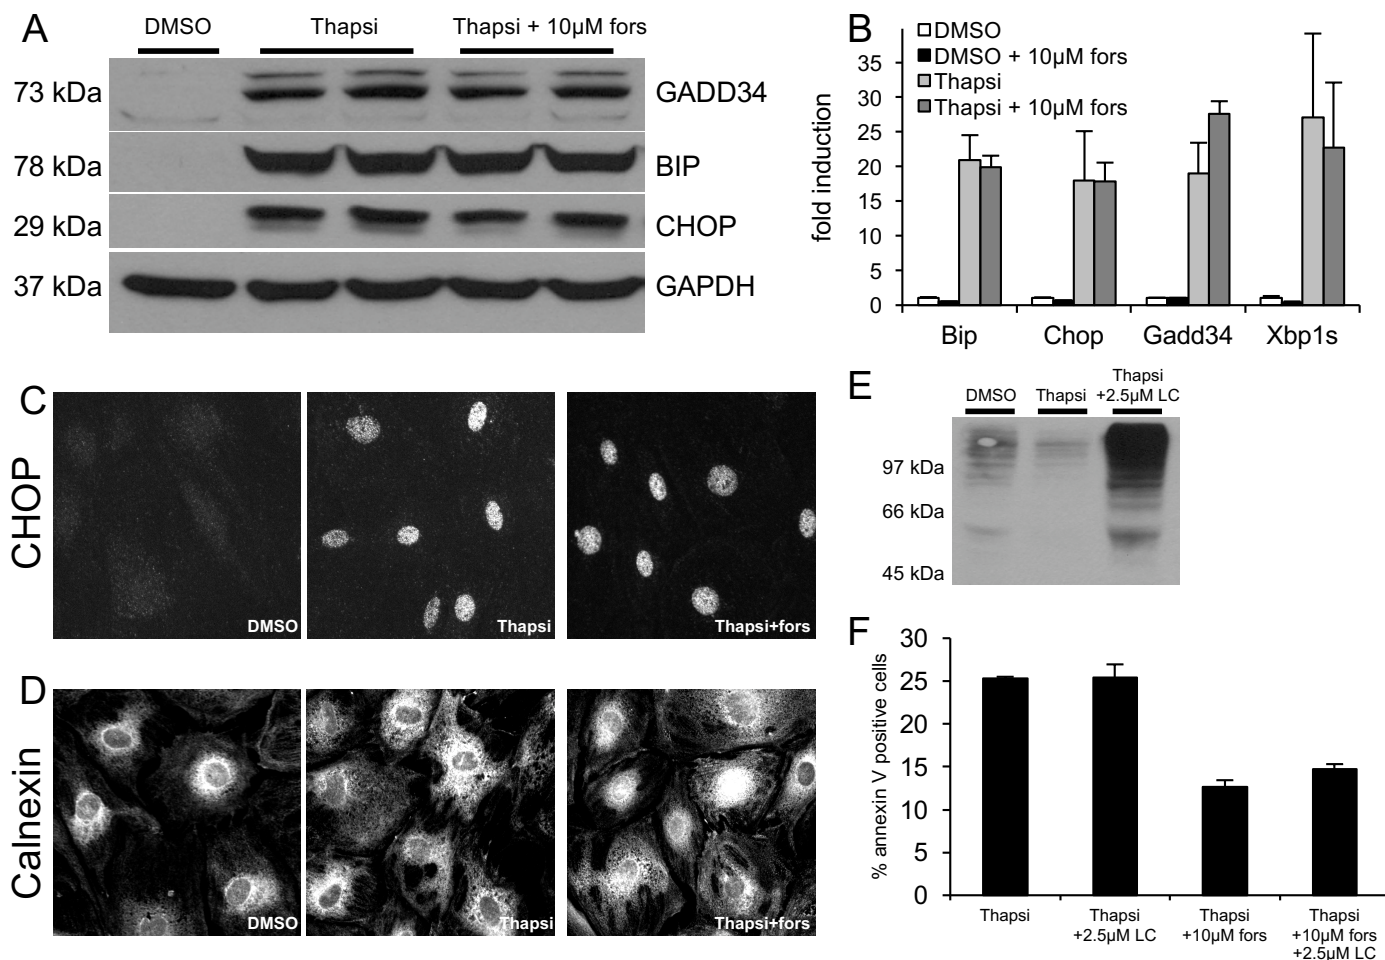 A
DMSO
Thapsi
Thapsi + 10µM fors
73 kDa
GADD34
78 kDa
BIP
29 kDa
CHOP
37 kDa
GAPDH
B
DMSO
DMSO + 10µM fors
Thapsi
Thapsi + 10µM fors
fold induction
35
30
25
20
15
10
5
0
Bip
Chop
Gadd34
Xbp1s
C
CHOP
DMSO
Thapsi
Thapsi+fors
D
Calnexin
DMSO
Thapsi
Thapsi+fors
E
DMSO
Thapsi
Thapsi
+2.5µM LC
97 kDa
66 kDa
45 kDa
F
% annexin V positive cells
30
25
20
15
10
5
0
Thapsi
Thapsi
+2.5µM LC
Thapsi
+10µM fors
Thapsi
+10µM fors
+2.5µM LC